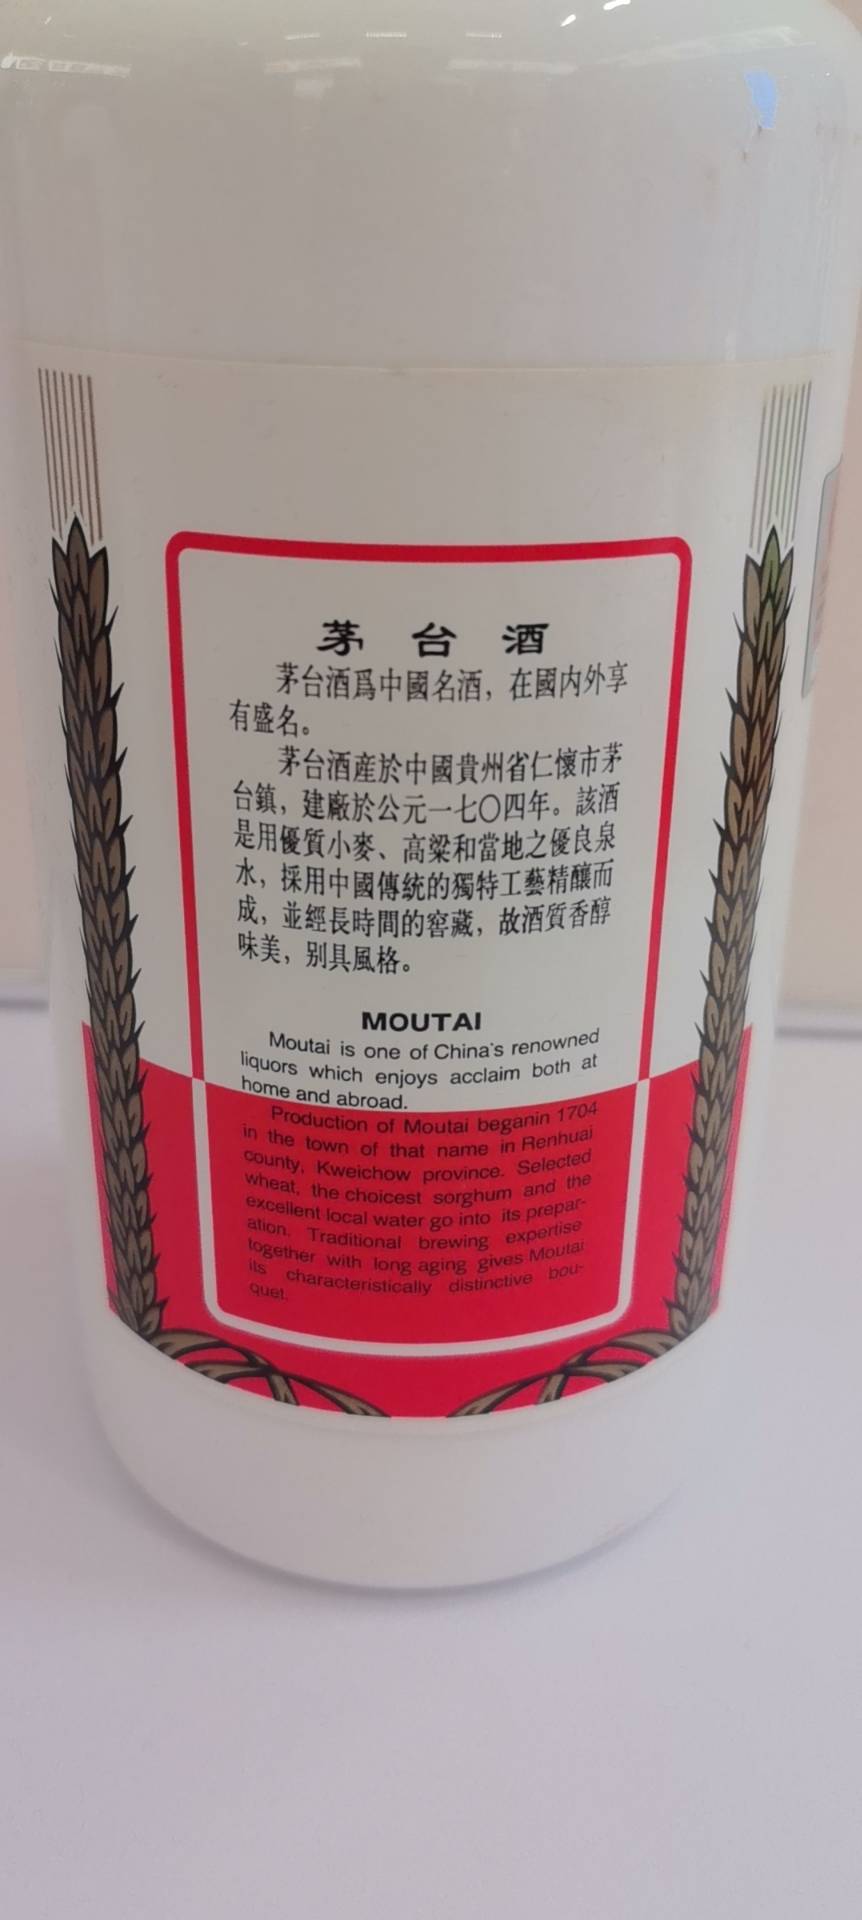 茅台酒
茅台酒爲中國名酒，在國内外享
有盛名。
茅台酒産於中國貴州省仁懷市茅
台鎮，建廠於公元一七〇四年。該酒
是用優質小麥、高粱和當地之優良泉
水，採用中國傳統的獨特工藝精釀而
成，並經長時間的窖藏，故酒質香醇
味美，别具風格。
MOUTAI
Moutai is one of China's renowned
liquors which enjoys acclaim both at
home and abroad.
Production of Moutai beganin 1704
in the town of that name in Renhuai
county, Kweichow province. Selected
wheat, the choicest sorghum and the
excellent local water go into its prepar-
ation. Traditional brewing expertise
together with long aging gives Moutai
its characteristically distinctive bou-
quet.